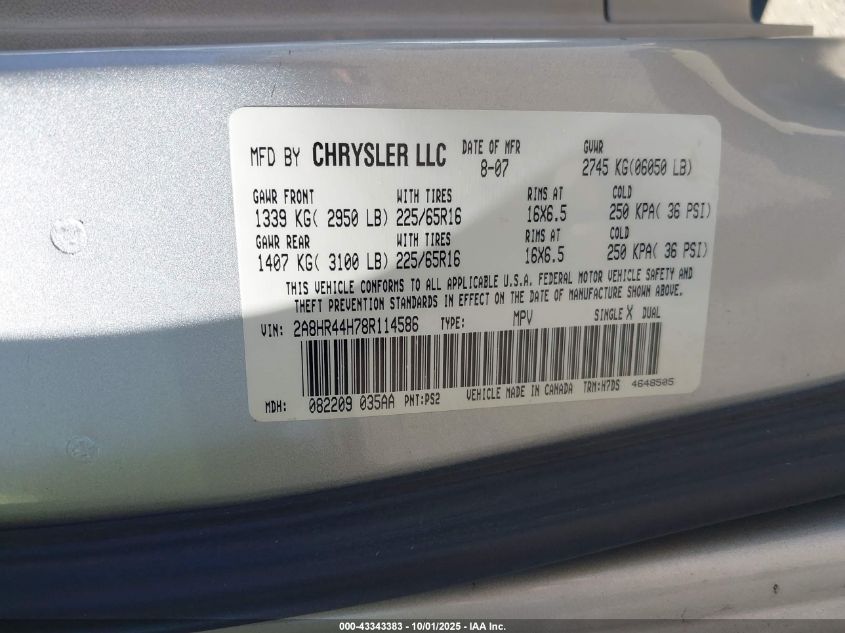 MFD BY CHRYSLER LLC DATE OF MFR GVWR
8-07 2745 KG(06050 LB)
GAWR FRONT WITH TIRES RIMS AT COLD
1339 KG( 2950 LB) 225/65R16 16X6.5 250 KPA( 36 PSI)
GAWR REAR WITH TIRES RIMS AT COLD
1407 KG( 3100 LB) 225/65R16 16X6.5 250 KPA( 36 PSI)
THIS VEHICLE CONFORMS TO ALL APPLICABLE U.S.A. FEDERAL MOTOR VEHICLE SAFETY AND
THEFT PREVENTION STANDARDS IN EFFECT ON THE DATE OF MANUFACTURE SHOWN ABOVE.
VIN: 2A8HR44H78R114586 TYPE: MPV SINGLE X DUAL
MDH: 082209 035AA PNT:PS2 VEHICLE MADE IN CANADA TRM:H7DS 4648505
000-43343383 - 10/01/2025 - IAA Inc.